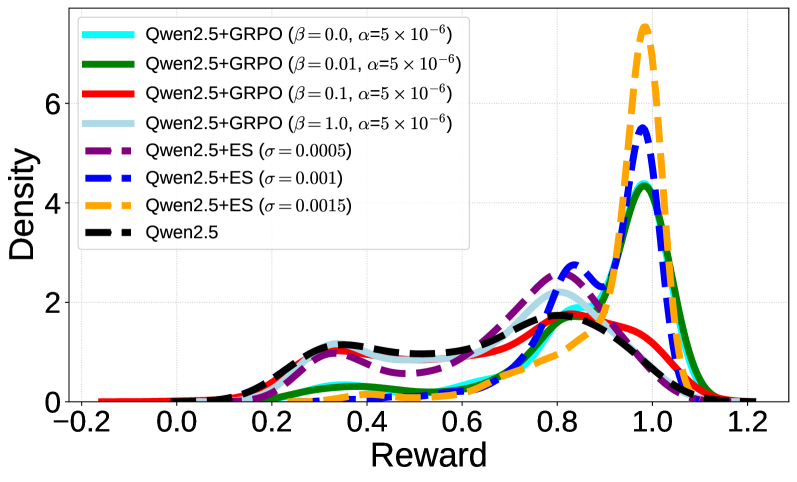 Qwen2.5+GRPO (β = 0.0, α=5 × 10⁻⁶)
Qwen2.5+GRPO (β = 0.01, α=5 × 10⁻⁶)
Qwen2.5+GRPO (β = 0.1, α=5 × 10⁻⁶)
Qwen2.5+GRPO (β = 1.0, α=5 × 10⁻⁶)
Qwen2.5+ES (σ = 0.0005)
Qwen2.5+ES (σ = 0.001)
Qwen2.5+ES (σ = 0.0015)
Qwen2.5
Density
6
4
2
0
−0.2 0.0 0.2 0.4 0.6 0.8 1.0 1.2
Reward